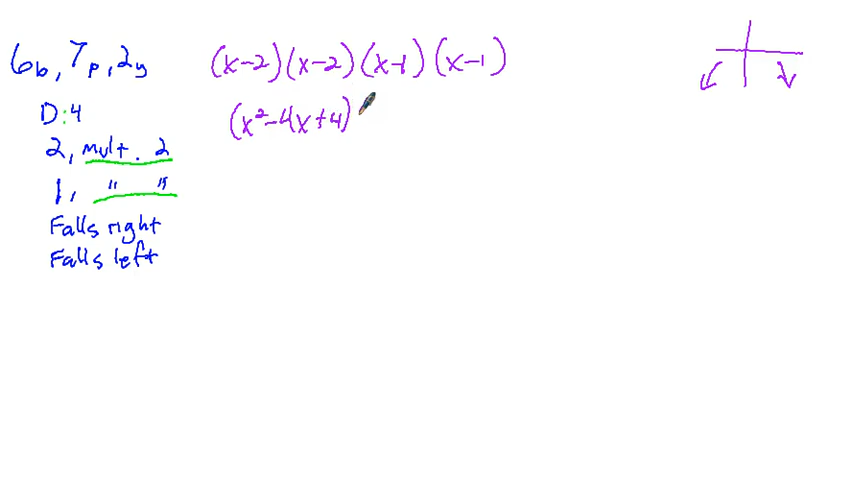 6b, 7p, 2y
(x-2)(x-2)(x-1)(x-1)
D:4
(x²-4x+4)
2, mult. 2
1, " "
Falls right
Falls left